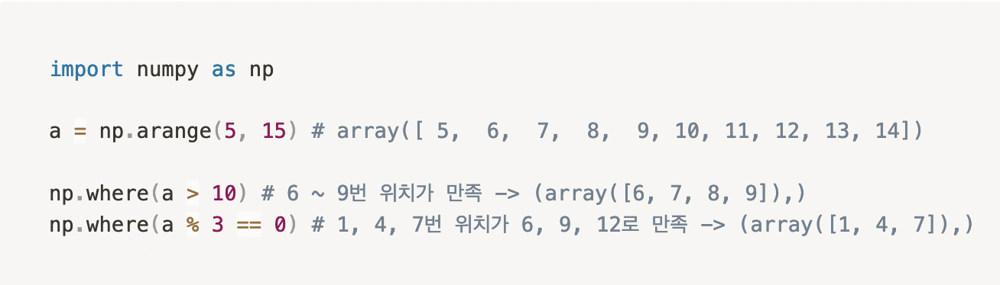 import numpy as np
a = np.arange(5, 15) # array([ 5,  6,  7,  8,  9, 10, 11, 12, 13, 14])
np.where(a > 10) # 6 ~ 9번 위치가 만족 -> (array([6, 7, 8, 9]),)
np.where(a % 3 == 0) # 1, 4, 7번 위치가 6, 9, 12로 만족 -> (array([1, 4, 7]),)